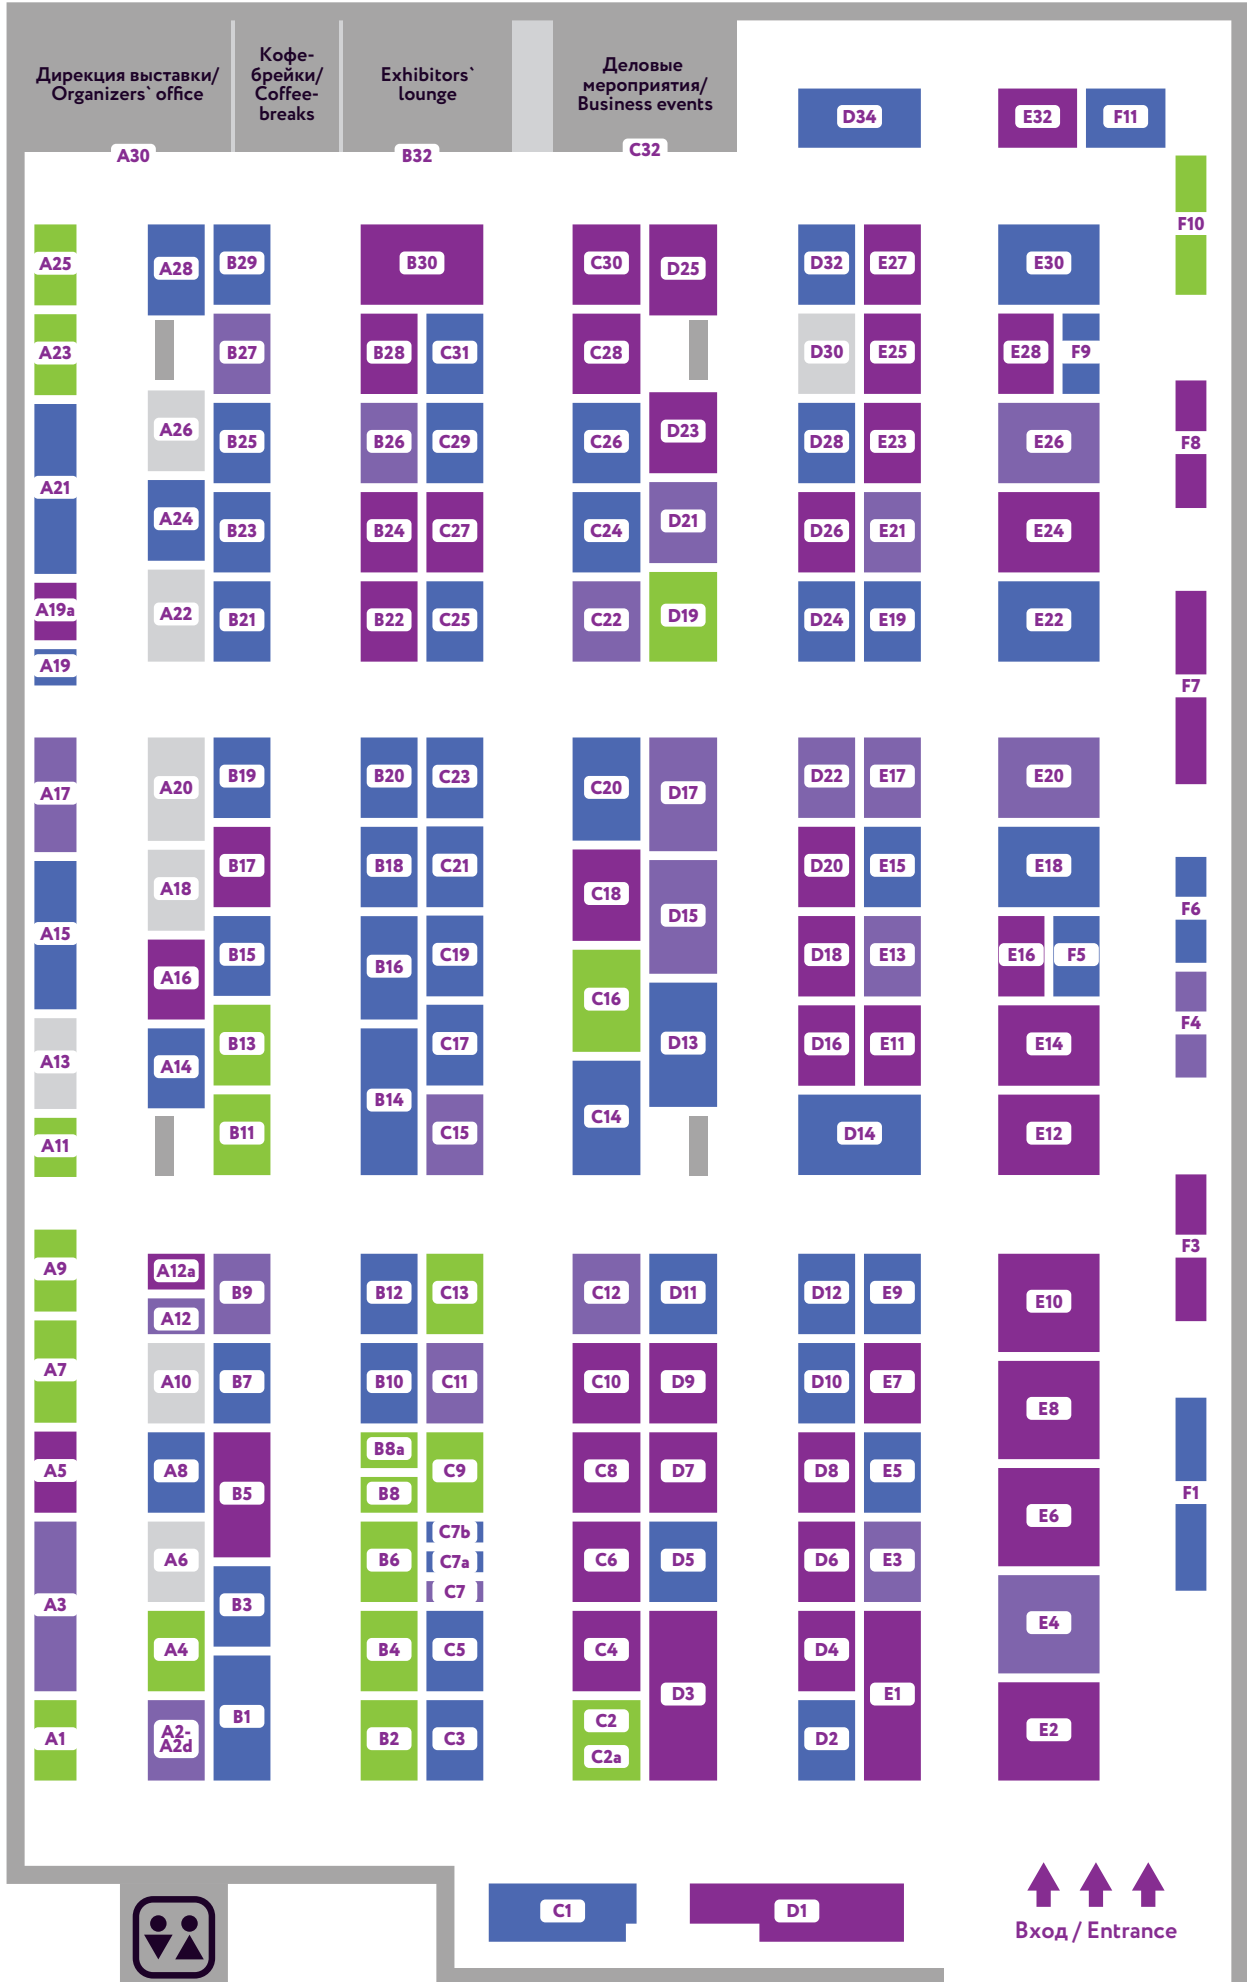 Дирекция выставки/
Organizers` office
A30
Кофе-
брейки/
Coffee-
breaks
Exhibitors`
lounge
B32
Деловые
мероприятия/
Business events
C32
D34
E32
F11
F10
A25
A28
B29
B30
C30
D25
D32
E27
E30
A23
B27
B28
C31
C28
D30
E25
E28
F9
A26
B25
B26
C29
C26
D23
D28
E23
E26
F8
A21
A24
B23
B24
C27
C24
D21
D26
E21
E24
A19a
A22
B21
B22
C25
C22
D19
D24
E19
E22
A19
F7
A17
A20
B19
B20
C23
C20
D17
D22
E17
E20
A18
B17
B18
C21
C18
D20
E15
E18
F6
A15
A16
B15
B16
C19
D15
D18
E13
E16
F5
C16
A13
A14
B13
C17
D13
D16
E11
E14
F4
A11
B11
B14
C15
C14
D14
E12
A9
A12a
A12
B9
B12
C13
C12
D11
D12
E9
E10
F3
A7
A10
B7
B10
C11
C10
D9
D10
E7
E8
A5
A8
B5
B8a
B8
C9
C8
D7
D8
E5
E6
F1
A6
B6
C7b
C7a
C7
C6
D5
D6
E3
A3
A4
B3
B4
C5
C4
D3
D4
E1
E4
A1
A2-
A2d
B1
B2
C3
C2
C2a
D2
E2
C1
D1
Вход / Entrance